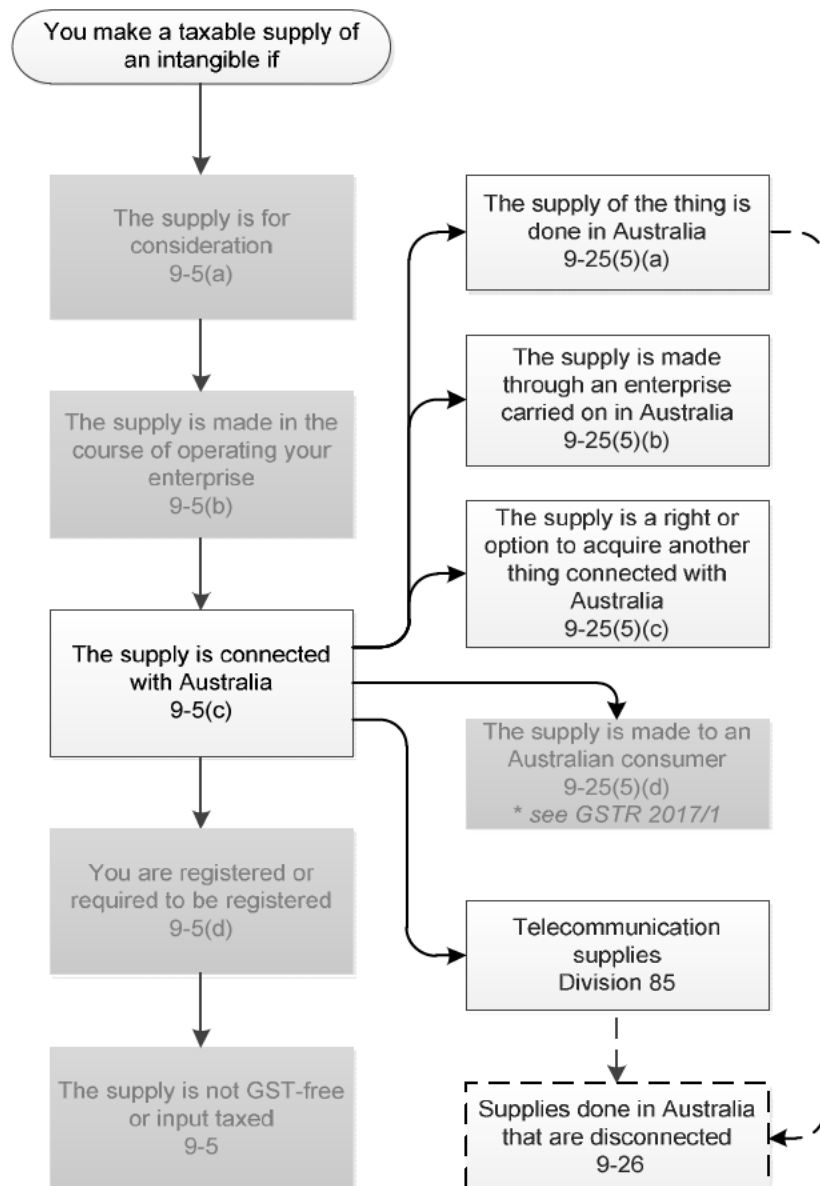 You make a taxable supply of
an intangible if
The supply is for
consideration
9-5(a)
The supply is made in the
course of operating your
enterprise
9-5(b)
The supply is connected
with Australia
9-5(c)
You are registered or
required to be registered
9-5(d)
The supply is not GST-free
or input taxed
9-5
The supply of the thing is
done in Australia
9-25(5)(a)
The supply is made
through an enterprise
carried on in Australia
9-25(5)(b)
The supply is a right or
option to acquire another
thing connected with
Australia
9-25(5)(c)
The supply is made to an
Australian consumer
9-25(5)(d)
* see GSTR 2017/1
Telecommunication
supplies
Division 85
Supplies done in Australia
that are disconnected
9-26